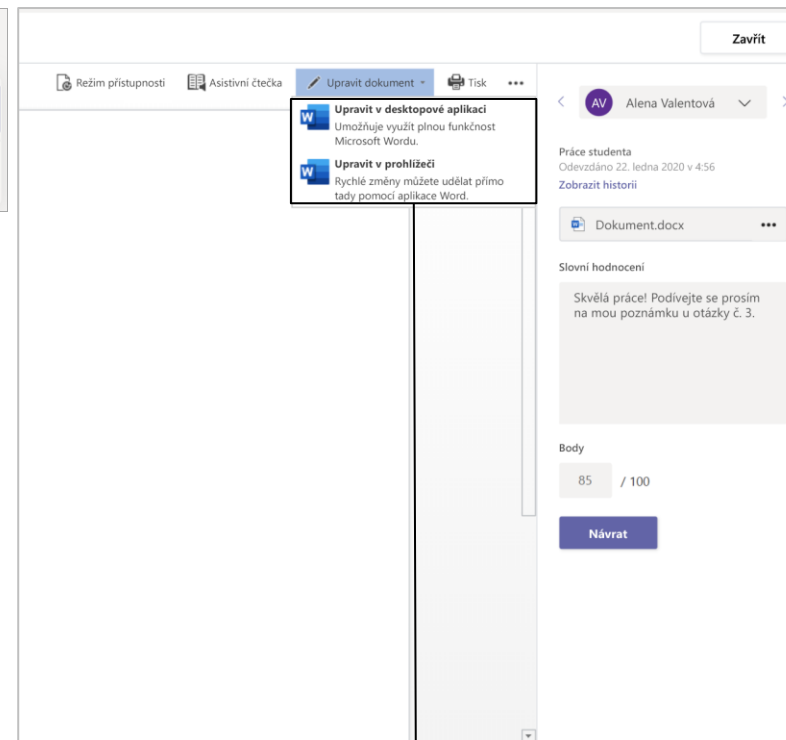 Zavřít
Režim přístupnosti
Asistivní čtečka
Upravit dokument
Tisk
Upravit v desktopové aplikaci
Umožňuje využít plnou funkčnost
Microsoft Wordu.
Upravit v prohlížeči
Rychlé změny můžete udělat přímo
tady pomocí aplikace Word.
AV
Alena Valentová
Práce studenta
Odevzdáno 22. ledna 2020 v 4:56
Zobrazit historii
Dokument.docx
Slovní hodnocení
Skvělá práce! Podívejte se prosím
na mou poznámku u otázky č. 3.
Body
85 / 100
Návrat